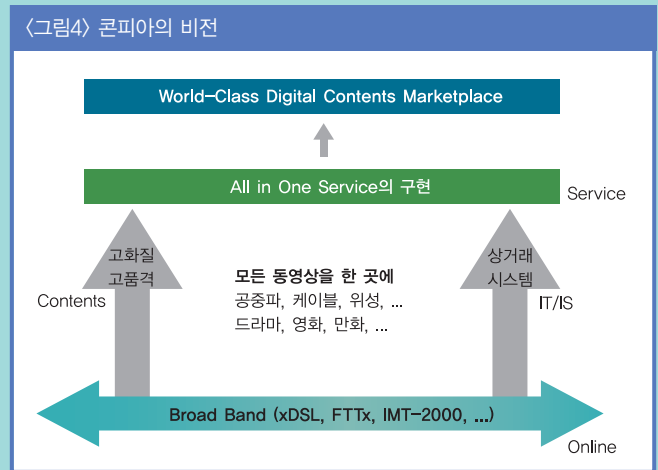 〈그림4〉 콘피아의 비전
World-Class Digital Contents Marketplace
All in One Service의 구현
Service
고화질
고품격
Contents
모든 동영상을 한 곳에
공중파, 케이블, 위성, ...
드라마, 영화, 만화, ...
상거래
시스템
IT/IS
Broad Band (xDSL, FTTx, IMT-2000, ...)
Online